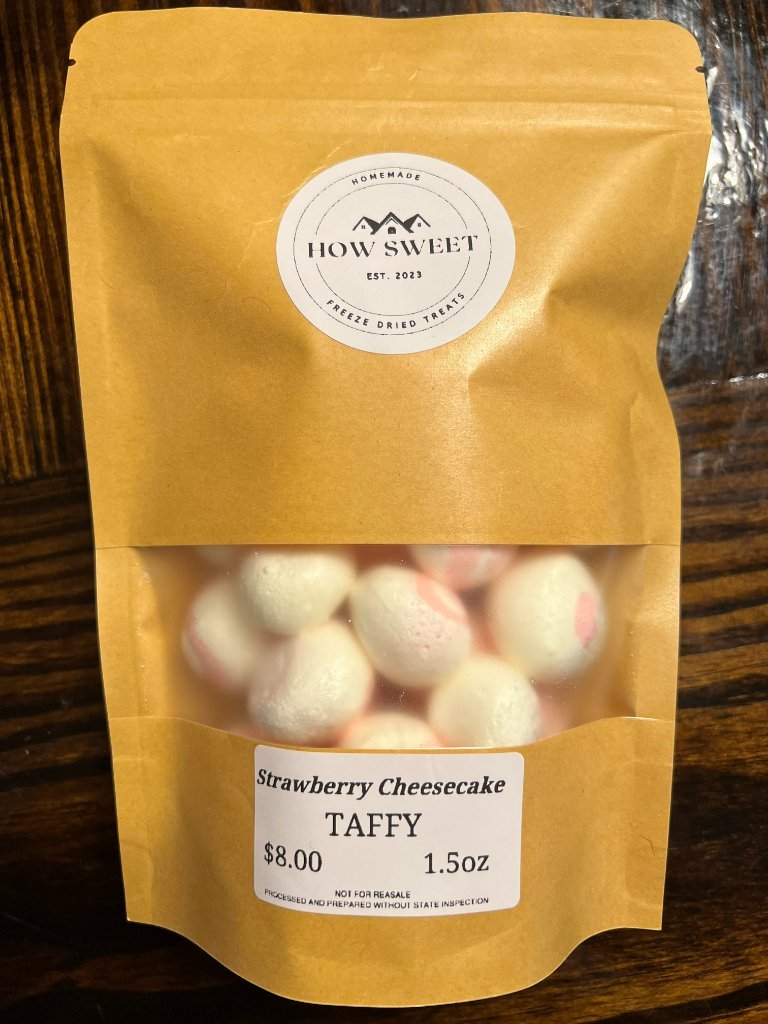 HOMEMADE
HOW SWEET
EST. 2023
FREEZE DRIED TREATS
Strawberry Cheesecake
TAFFY
$8.00 1.5oz
NOT FOR REASALE
PROCESSED AND PREPARED WITHOUT STATE INSPECTION